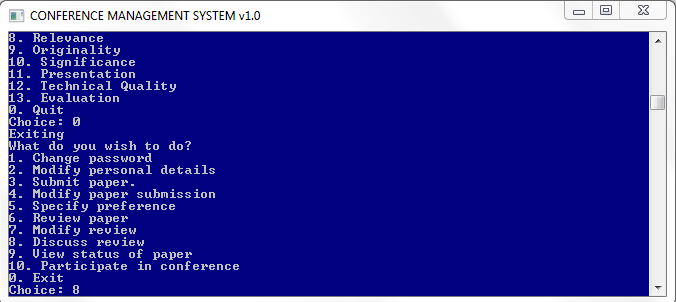 CONFERENCE MANAGEMENT SYSTEM v1.0
8. Relevance
9. Originality
10. Significance
11. Presentation
12. Technical Quality
13. Evaluation
0. Quit
Choice: 0
Exiting
What do you wish to do?
1. Change password
2. Modify personal details
3. Submit paper.
4. Modify paper submission
5. Specify preference
6. Review paper
7. Modify review
8. Discuss review
9. View status of paper
10. Participate in conference
0. Exit
Choice: 8